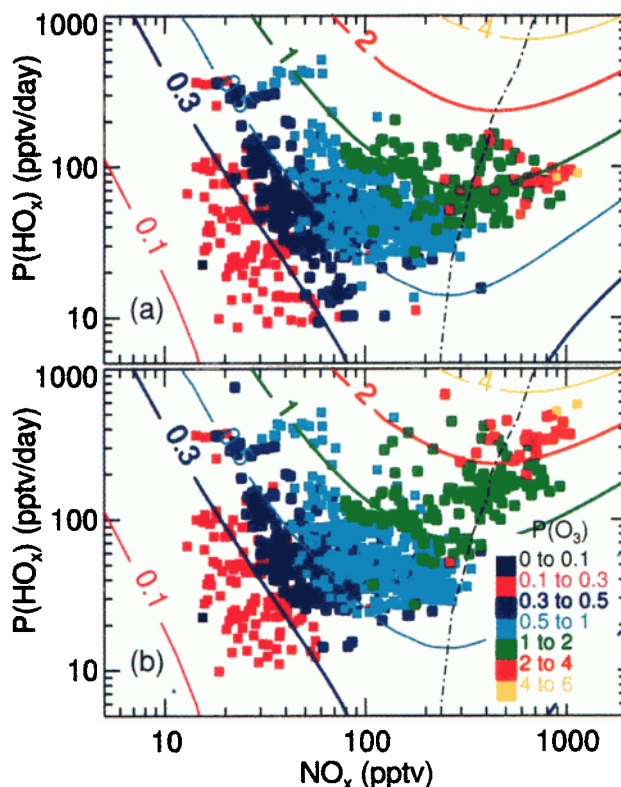 1000
100
10
P(HOx) (pptv/day)
0.1
0.3
1
2
4
(a)
1000
100
10
P(HOx) (pptv/day)
0.1
0.3
1
2
4
(b)
P(O3)
0 to 0.1
0.1 to 0.3
0.3 to 0.5
0.5 to 1
1 to 2
2 to 4
4 to 6
10
100
1000
NOx (pptv)